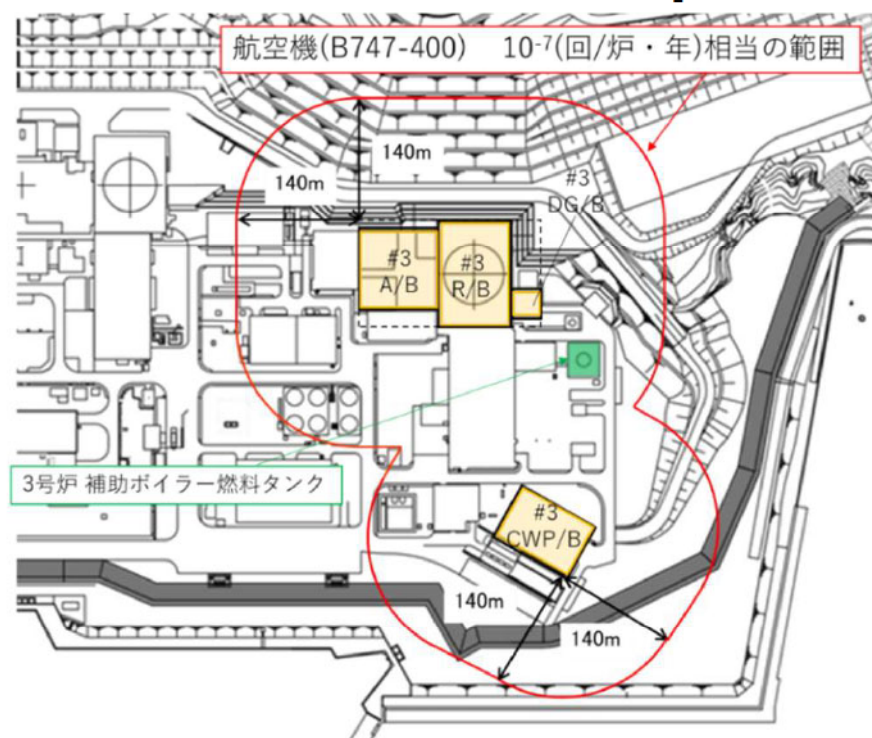 航空機(B747-400) 10⁻⁷(回/炉・年)相当の範囲
140m
140m
#3
DG/B
#3
A/B
#3
R/B
3号炉 補助ボイラー燃料タンク
#3
CWP/B
140m
140m